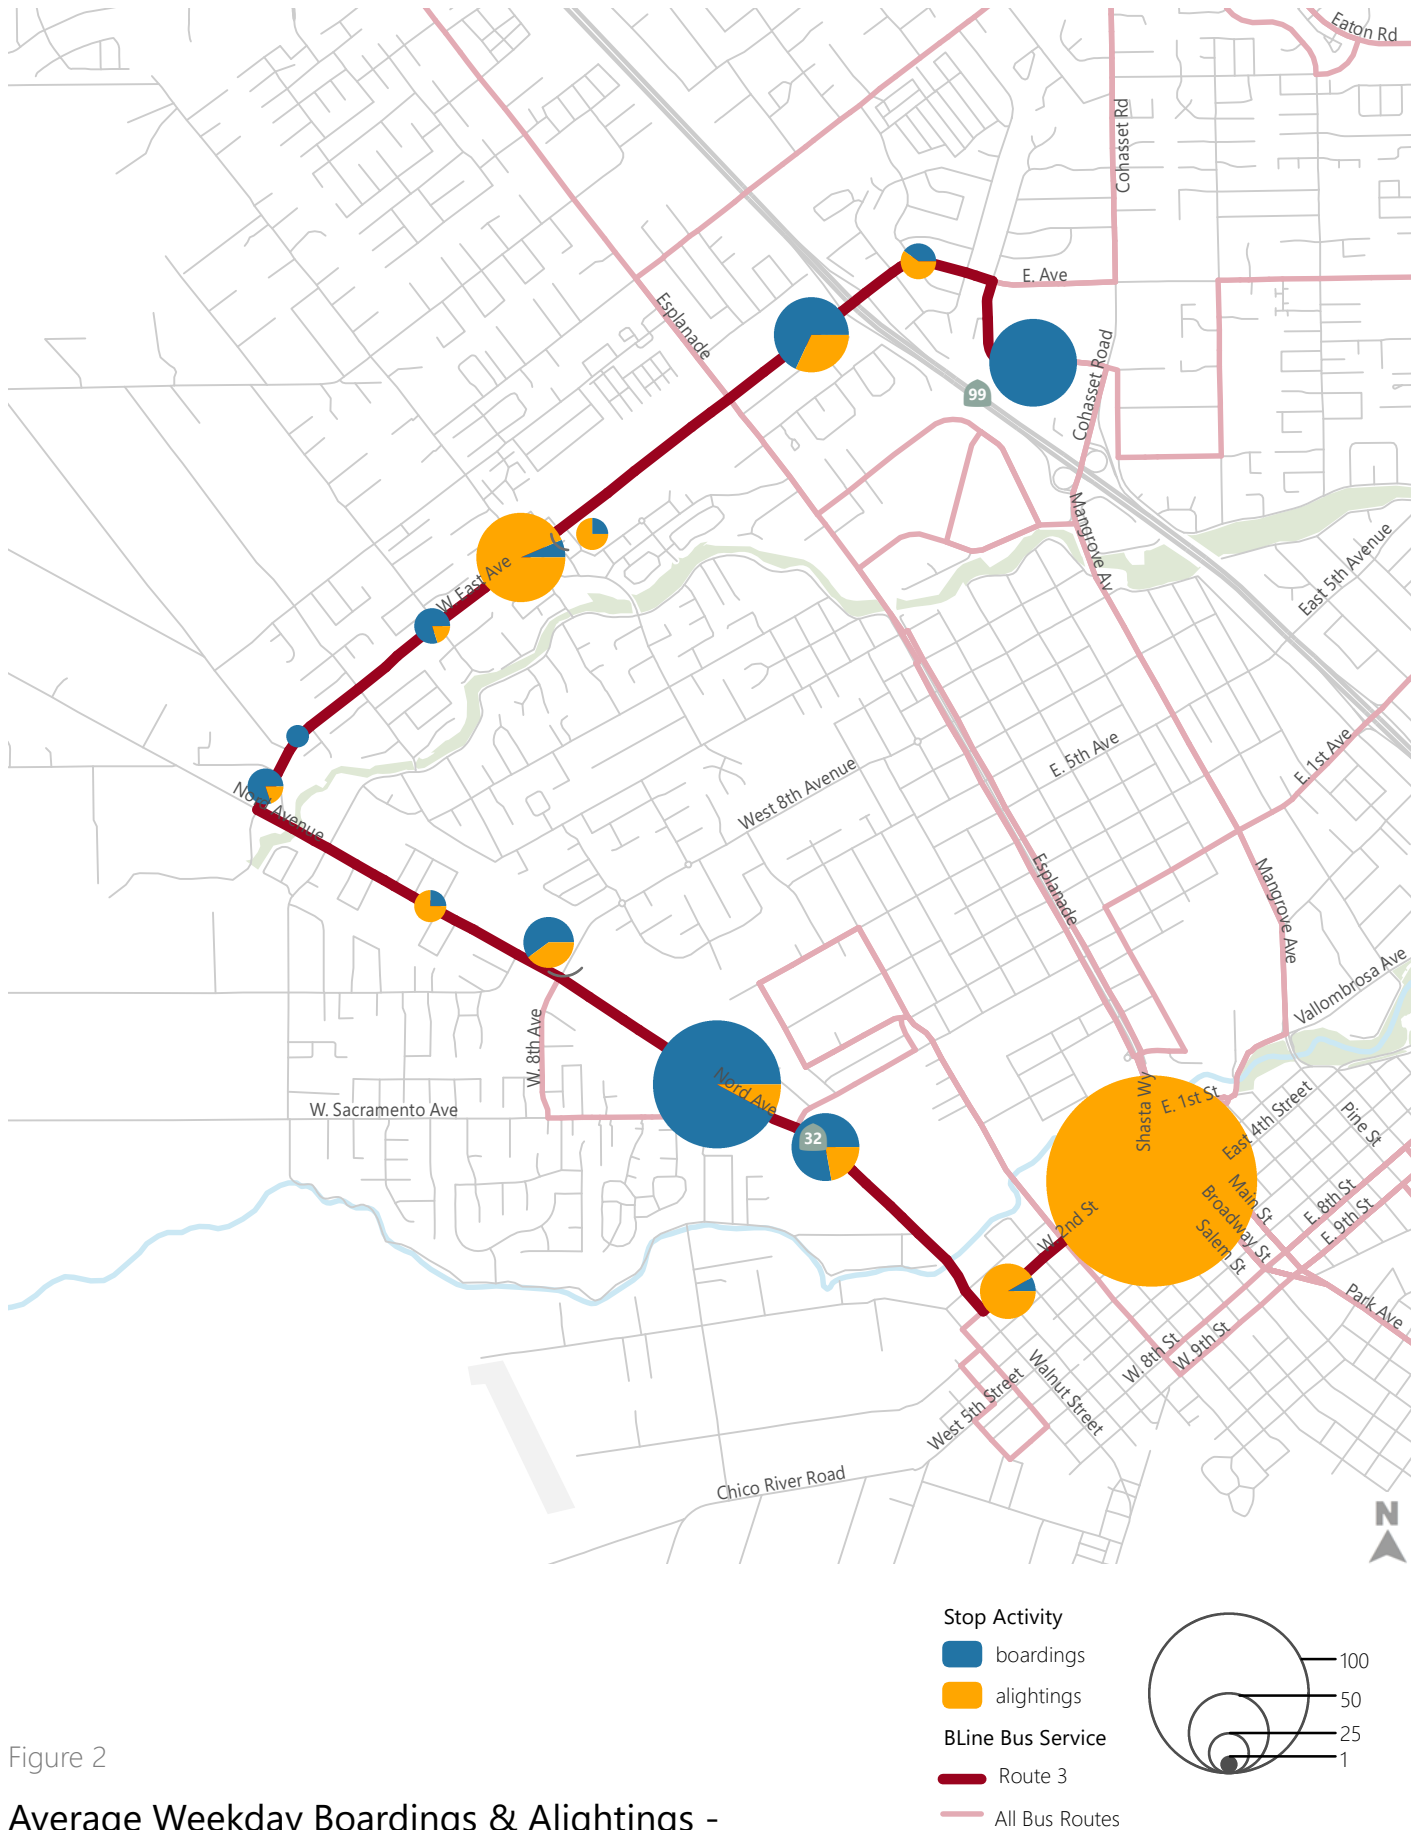 Eaton Rd
Cohasset Rd
E. Ave
Esplanade
99
Cohasset Road
Mangrove Av
East 5th Avenue
W. East Ave
E. 5th Ave
E. 1st Ave
West 8th Avenue
Nord Avenue
Esplanade
Mangrove Ave
Vallombrosa Ave
W. 8th Ave
Nord Ave
W. Sacramento Ave
32
Shasta Wy
E. 1st St
East 4th Street
Pine St
Main St
Broadway St
Salem St
E. 8th St
E. 9th St
W. 2nd St
Park Ave
W. 8th St
W. 9th St
Walnut Street
West 5th Street
Chico River Road
N
Stop Activity
boardings
alightings
100
50
25
1
BLine Bus Service
Route 3
All Bus Routes
Figure 2
Average Weekday Boardings & Alightings -